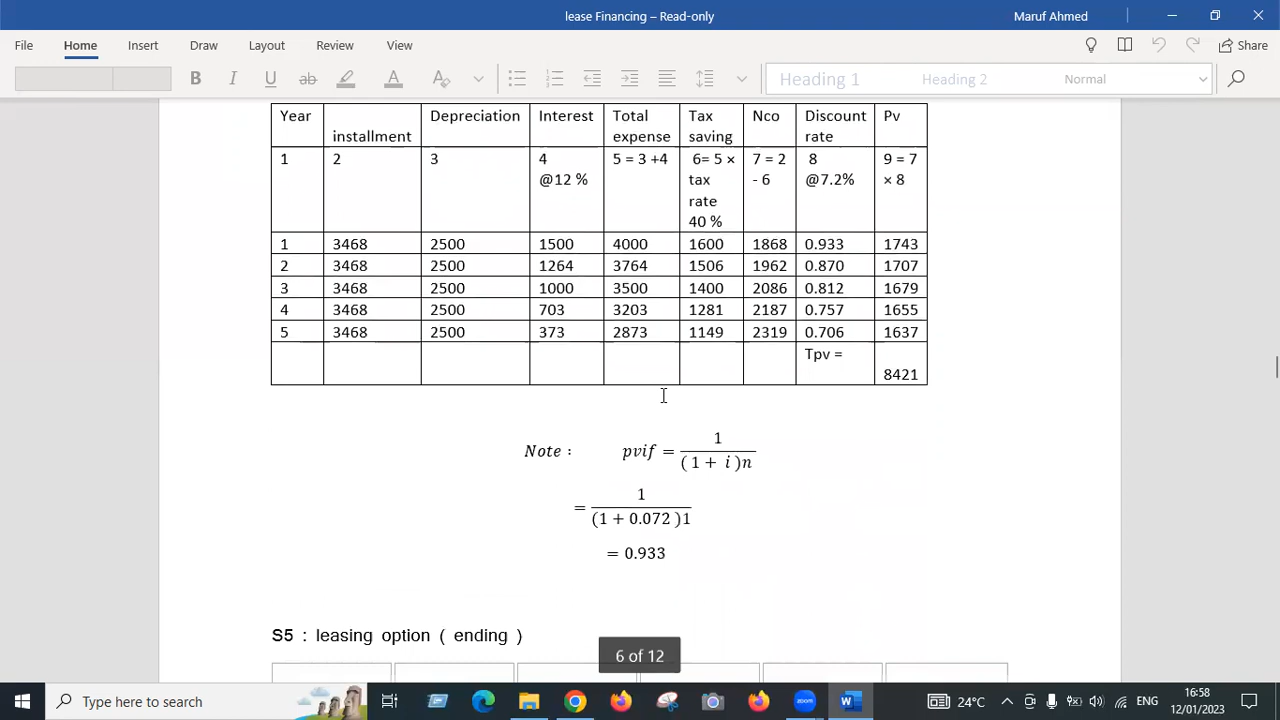 lease Financing – Read-only
Maruf Ahmed
File Home Insert Draw Layout Review View
Share
Heading 1 Heading 2 Normal
Year installment Depreciation Interest Total expense Tax saving Nco Discount rate Pv
1 2 3 4 @12 % 5 = 3 +4 6= 5 × tax rate 40 % 7 = 2 - 6 8 @7.2% 9 = 7 × 8
1 3468 2500 1500 4000 1600 1868 0.933 1743
2 3468 2500 1264 3764 1506 1962 0.870 1707
3 3468 2500 1000 3500 1400 2086 0.812 1679
4 3468 2500 703 3203 1281 2187 0.757 1655
5 3468 2500 373 2873 1149 2319 0.706 1637
Tpv = 8421
Note : pvif = 1 / ( 1 + i )n
= 1 / (1 + 0.072 )1
= 0.933
S5 : leasing option ( ending )
6 of 12
Type here to search
24°C
ENG
16:58
12/01/2023